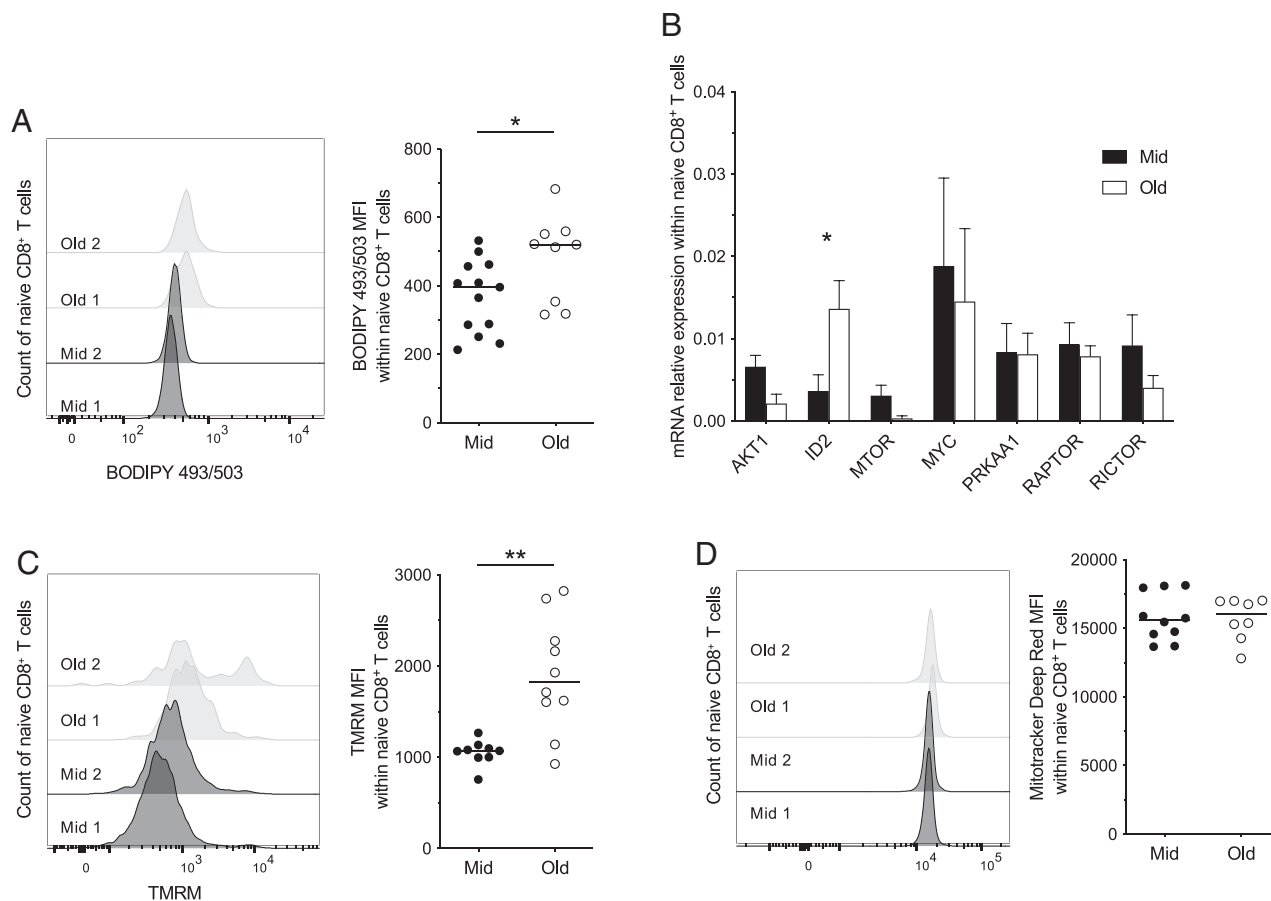 A
Count of naive CD8⁺ T cells
Old 2
Old 1
Mid 2
Mid 1
0 10² 10³ 10⁴
BODIPY 493/503
BODIPY 493/503 MFI
within naive CD8⁺ T cells
800
600
400
200
0
*
Mid Old
B
mRNA relative expression within naive CD8⁺ T cells
0.04
0.03
0.02
0.01
0.00
*
Mid
Old
AKT1
ID2
MTOR
MYC
PRKAA1
RAPTOR
RICTOR
C
Count of naive CD8⁺ T cells
Old 2
Old 1
Mid 2
Mid 1
0 10³ 10⁴
TMRM
TMRM MFI
within naive CD8⁺ T cells
3000
2000
1000
0
**
Mid Old
D
Count of naive CD8⁺ T cells
Old 2
Old 1
Mid 2
Mid 1
0 10⁴ 10⁵
Mitotracker Deep Red MFI
within naive CD8⁺ T cells
20000
15000
10000
5000
0
Mid Old